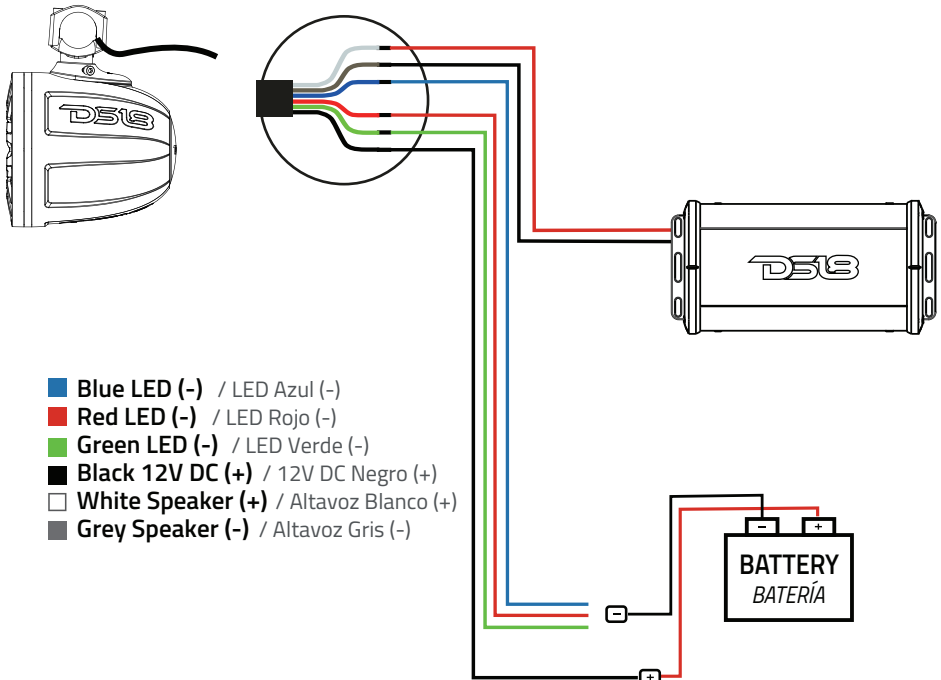 DS18
DS18
Blue LED (-) / LED Azul (-)
Red LED (-) / LED Rojo (-)
Green LED (-) / LED Verde (-)
Black 12V DC (+) / 12V DC Negro (+)
White Speaker (+) / Altavoz Blanco (+)
Grey Speaker (-) / Altavoz Gris (-)
- +
BATTERY
BATERÍA
-
+